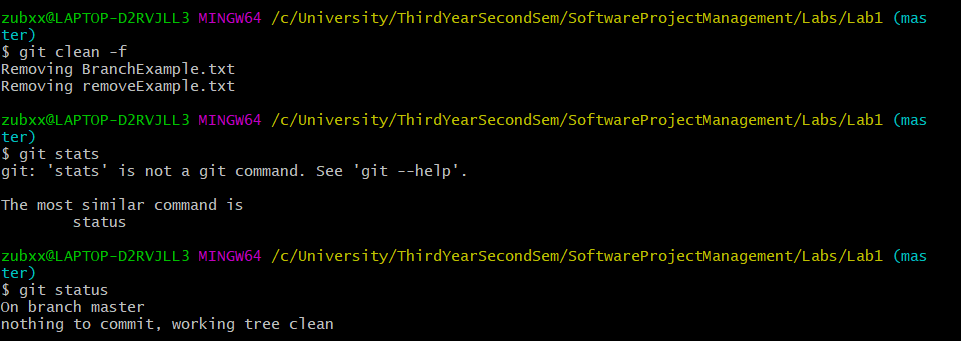 zubxx@LAPTOP-D2RVJLL3 MINGW64 /c/University/ThirdYearSecondSem/SoftwareProjectManagement/Labs/Lab1 (mas
ter)
$ git clean -f
Removing BranchExample.txt
Removing removeExample.txt
zubxx@LAPTOP-D2RVJLL3 MINGW64 /c/University/ThirdYearSecondSem/SoftwareProjectManagement/Labs/Lab1 (mas
ter)
$ git stats
git: 'stats' is not a git command. See 'git --help'.
The most similar command is
status
zubxx@LAPTOP-D2RVJLL3 MINGW64 /c/University/ThirdYearSecondSem/SoftwareProjectManagement/Labs/Lab1 (mas
ter)
$ git status
On branch master
nothing to commit, working tree clean